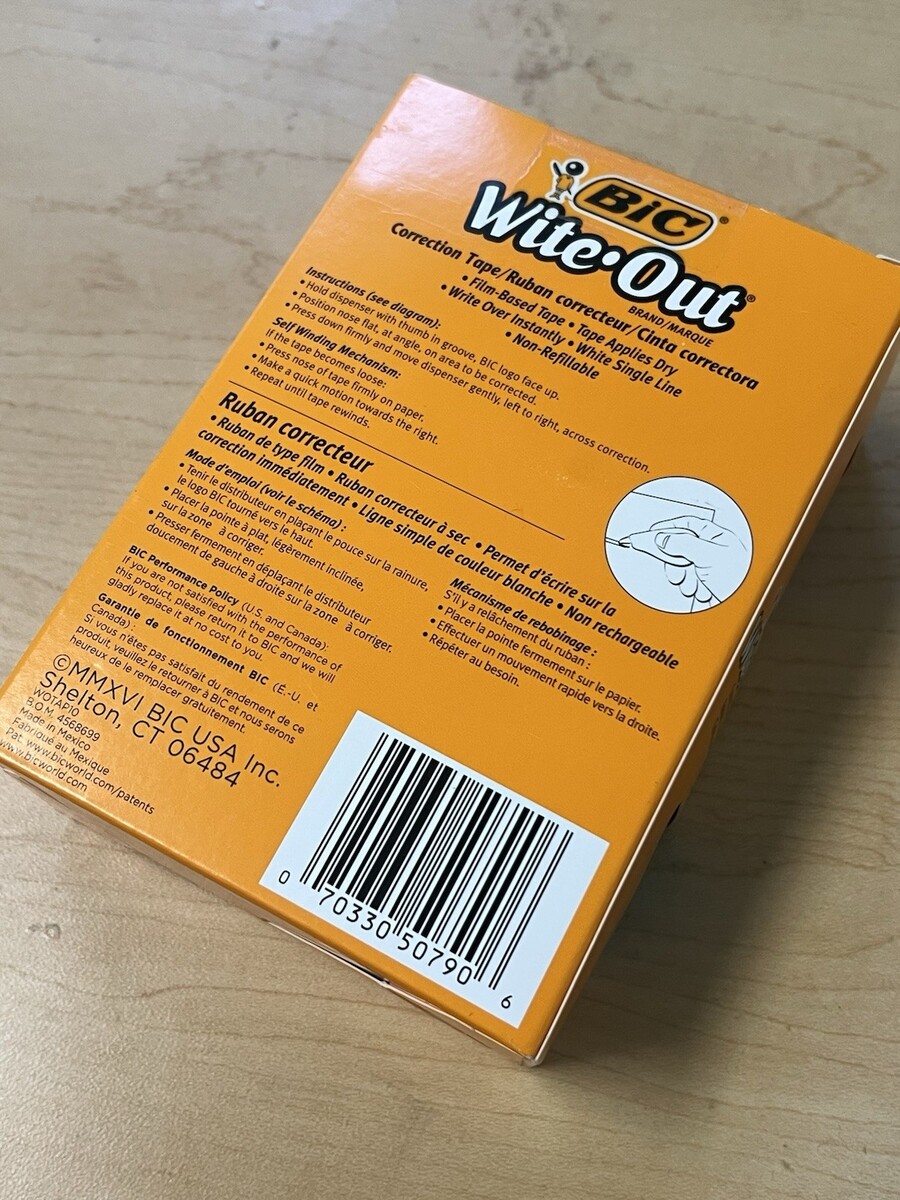 BiC®
Wite•Out®
BRAND/MARQUE
Correction Tape/Ruban correcteur/Cinta correctora
• Film-Based Tape • Tape Applies Dry
• Write Over Instantly • White Single Line
• Non-Refillable
Instructions (see diagram):
• Hold dispenser with thumb in groove, BIC logo face up.
• Position nose flat, at angle, on area to be corrected.
• Press down firmly and move dispenser gently, left to right, across correction.
Self Winding Mechanism:
If the tape becomes loose:
• Press nose of tape firmly on paper.
• Make a quick motion towards the right.
• Repeat until tape rewinds.
Ruban correcteur
• Ruban de type film • Ruban correcteur à sec • Permet d'écrire sur la
correction immédiatement • Ligne simple de couleur blanche • Non rechargeable
Mode d'emploi (voir le schéma) :
• Tenir le distributeur en plaçant le pouce sur la rainure,
le logo BIC tourné vers le haut.
• Placer la pointe à plat, légèrement inclinée,
sur la zone à corriger.
• Presser fermement en déplaçant le distributeur
doucement de gauche à droite sur la zone à corriger.
Mécanisme de rebobinage :
S'il y a relâchement du ruban :
• Placer la pointe fermement sur le papier.
• Effectuer un mouvement rapide vers la droite.
• Répéter au besoin.
BIC Performance Policy (U.S. and Canada):
If you are not satisfied with the performance of
this product, please return it to BIC and we will
gladly replace it at no cost to you.
Garantie de fonctionnement BIC (É.-U. et
Canada) :
Si vous n'êtes pas satisfait du rendement de ce
produit, veuillez le retourner à BIC et nous serons
heureux de le remplacer gratuitement.
©MMXVI BIC USA Inc.
Shelton, CT 06484
WOTAP10
B.O.M. 4568699
Made in Mexico
Fabriqué au Mexique
Pat. www.bicworld.com/patents
www.bicworld.com
0 70330 50790 6